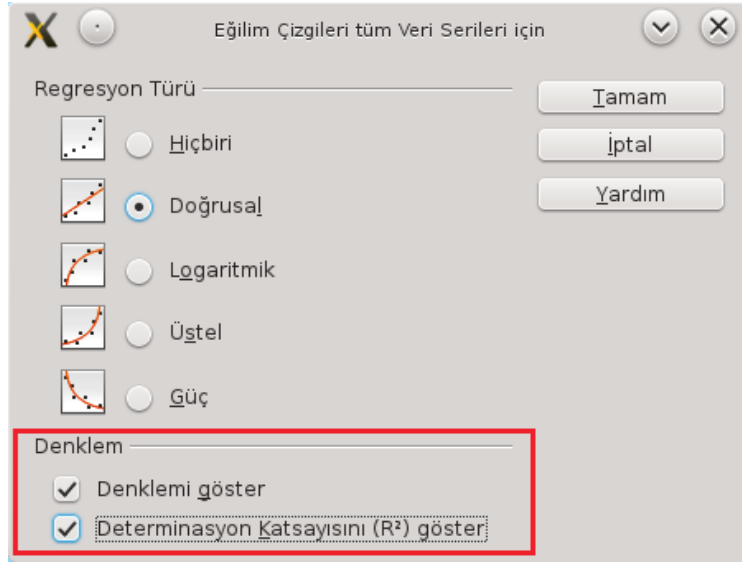 Eğilim Çizgileri tüm Veri Serileri için
Regresyon Türü
Tamam
Hiçbiri
İptal
Doğrusal
Yardım
Logaritmik
Üstel
Güç
Denklem
Denklemi göster
Determinasyon Katsayısını (R²) göster